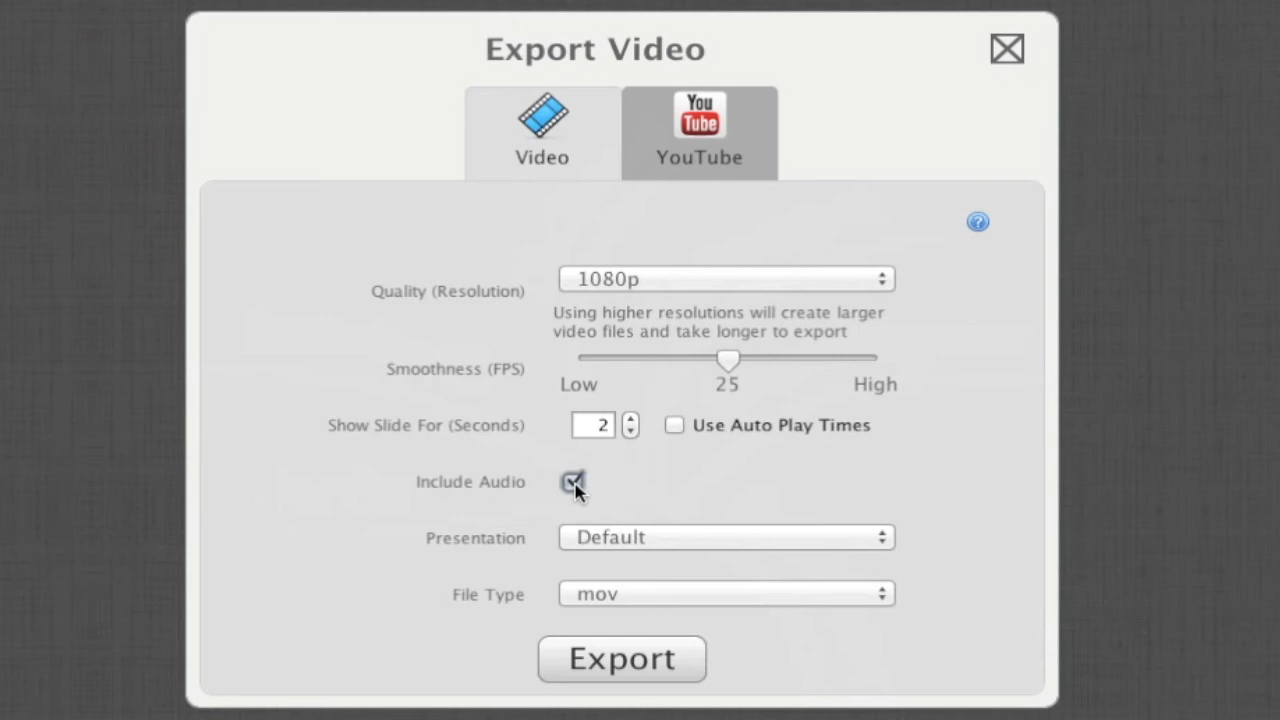 Export Video
You
Tube
Video
YouTube
?
Quality (Resolution)
1080p
Using higher resolutions will create larger
video files and take longer to export
Smoothness (FPS)
Low 25 High
Show Slide For (Seconds)
2
Use Auto Play Times
Include Audio
Presentation
Default
File Type
mov
Export